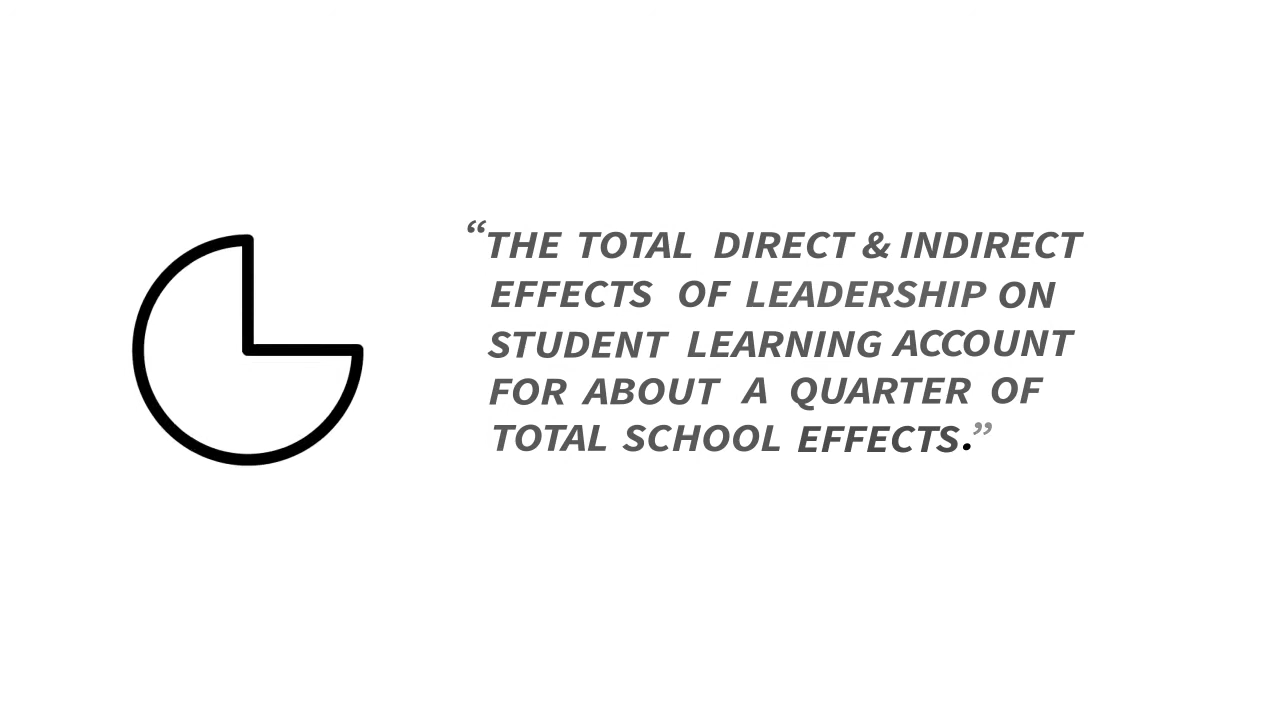 “THE TOTAL DIRECT & INDIRECT
EFFECTS OF LEADERSHIP ON
STUDENT LEARNING ACCOUNT
FOR ABOUT A QUARTER OF
TOTAL SCHOOL EFFECTS.”